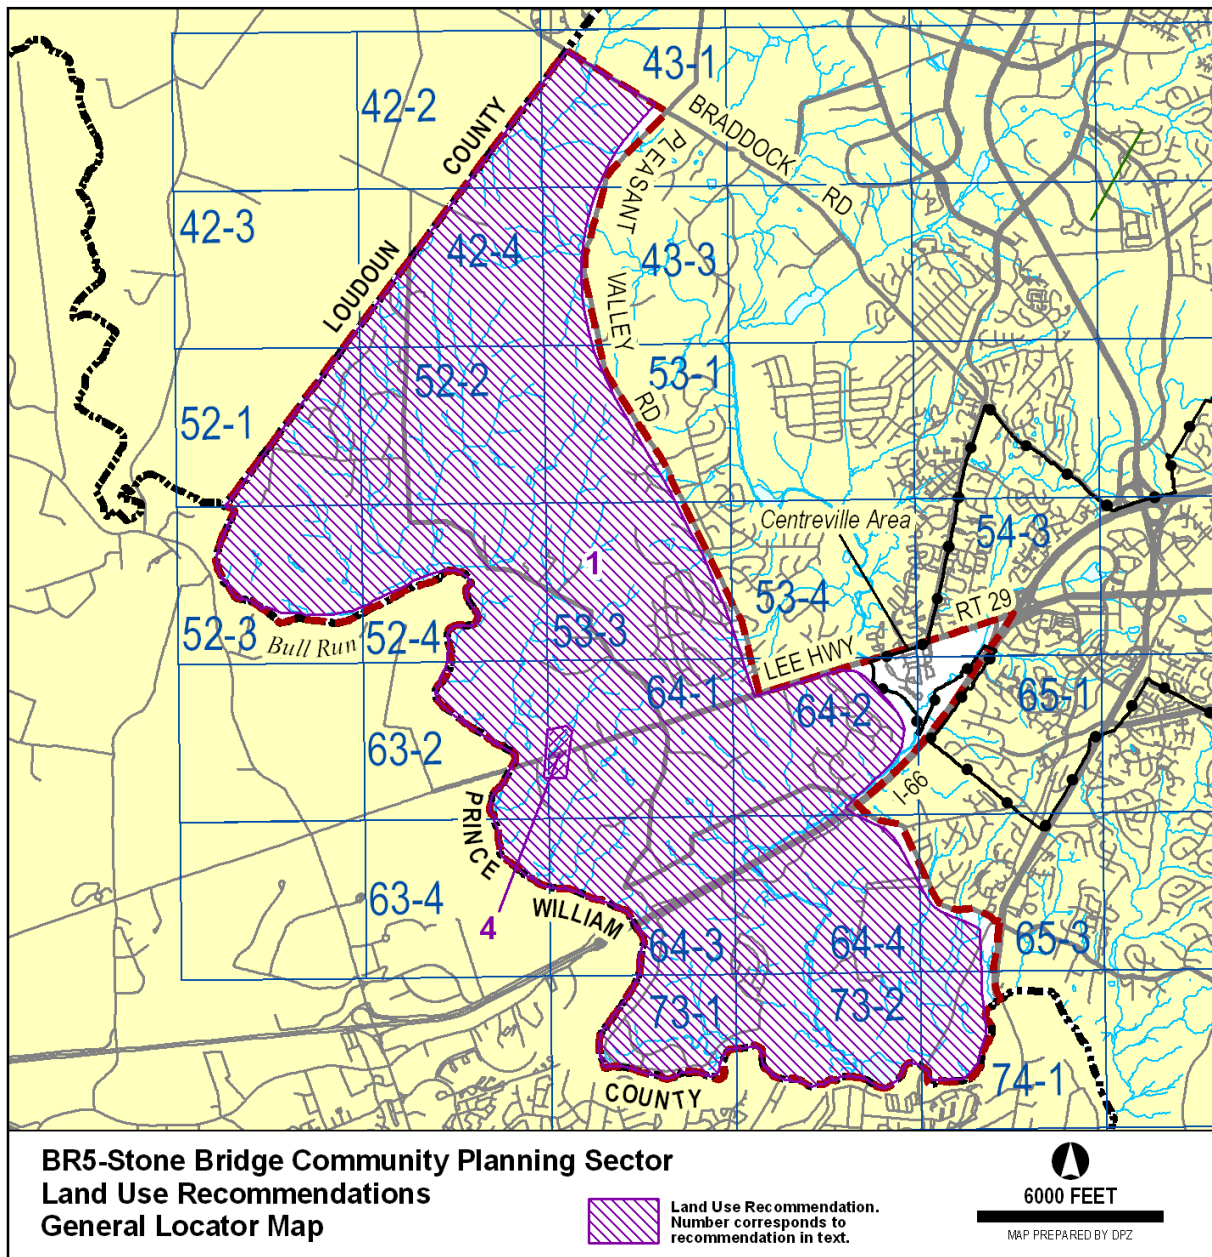 43-1
42-2
COUNTY
BRADDOCK RD
PLEASANT VALLEY RD
42-3
42-4
43-3
LOUDOUN
52-2
53-1
52-1
Centreville Area
54-3
1
53-4
RT 29
52-3
Bull Run
52-4
53-3
LEE HWY
64-1
64-2
65-1
63-2
I-66
PRINCE
63-4
WILLIAM
4
64-3
64-4
65-3
73-1
73-2
74-1
COUNTY
BR5-Stone Bridge Community Planning Sector
Land Use Recommendations
General Locator Map
Land Use Recommendation.
Number corresponds to
recommendation in text.
6000 FEET
MAP PREPARED BY DPZ